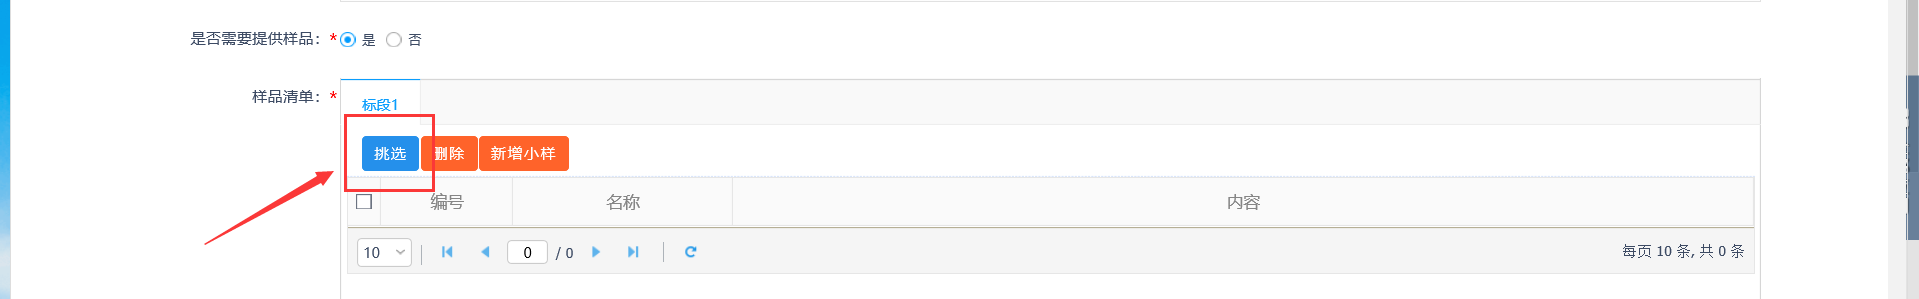 是否需要提供样品：* 是 否
样品清单：* 标段1
挑选 删除 新增小样
编号 名称 内容
10 0 / 0 每页 10 条, 共 0 条